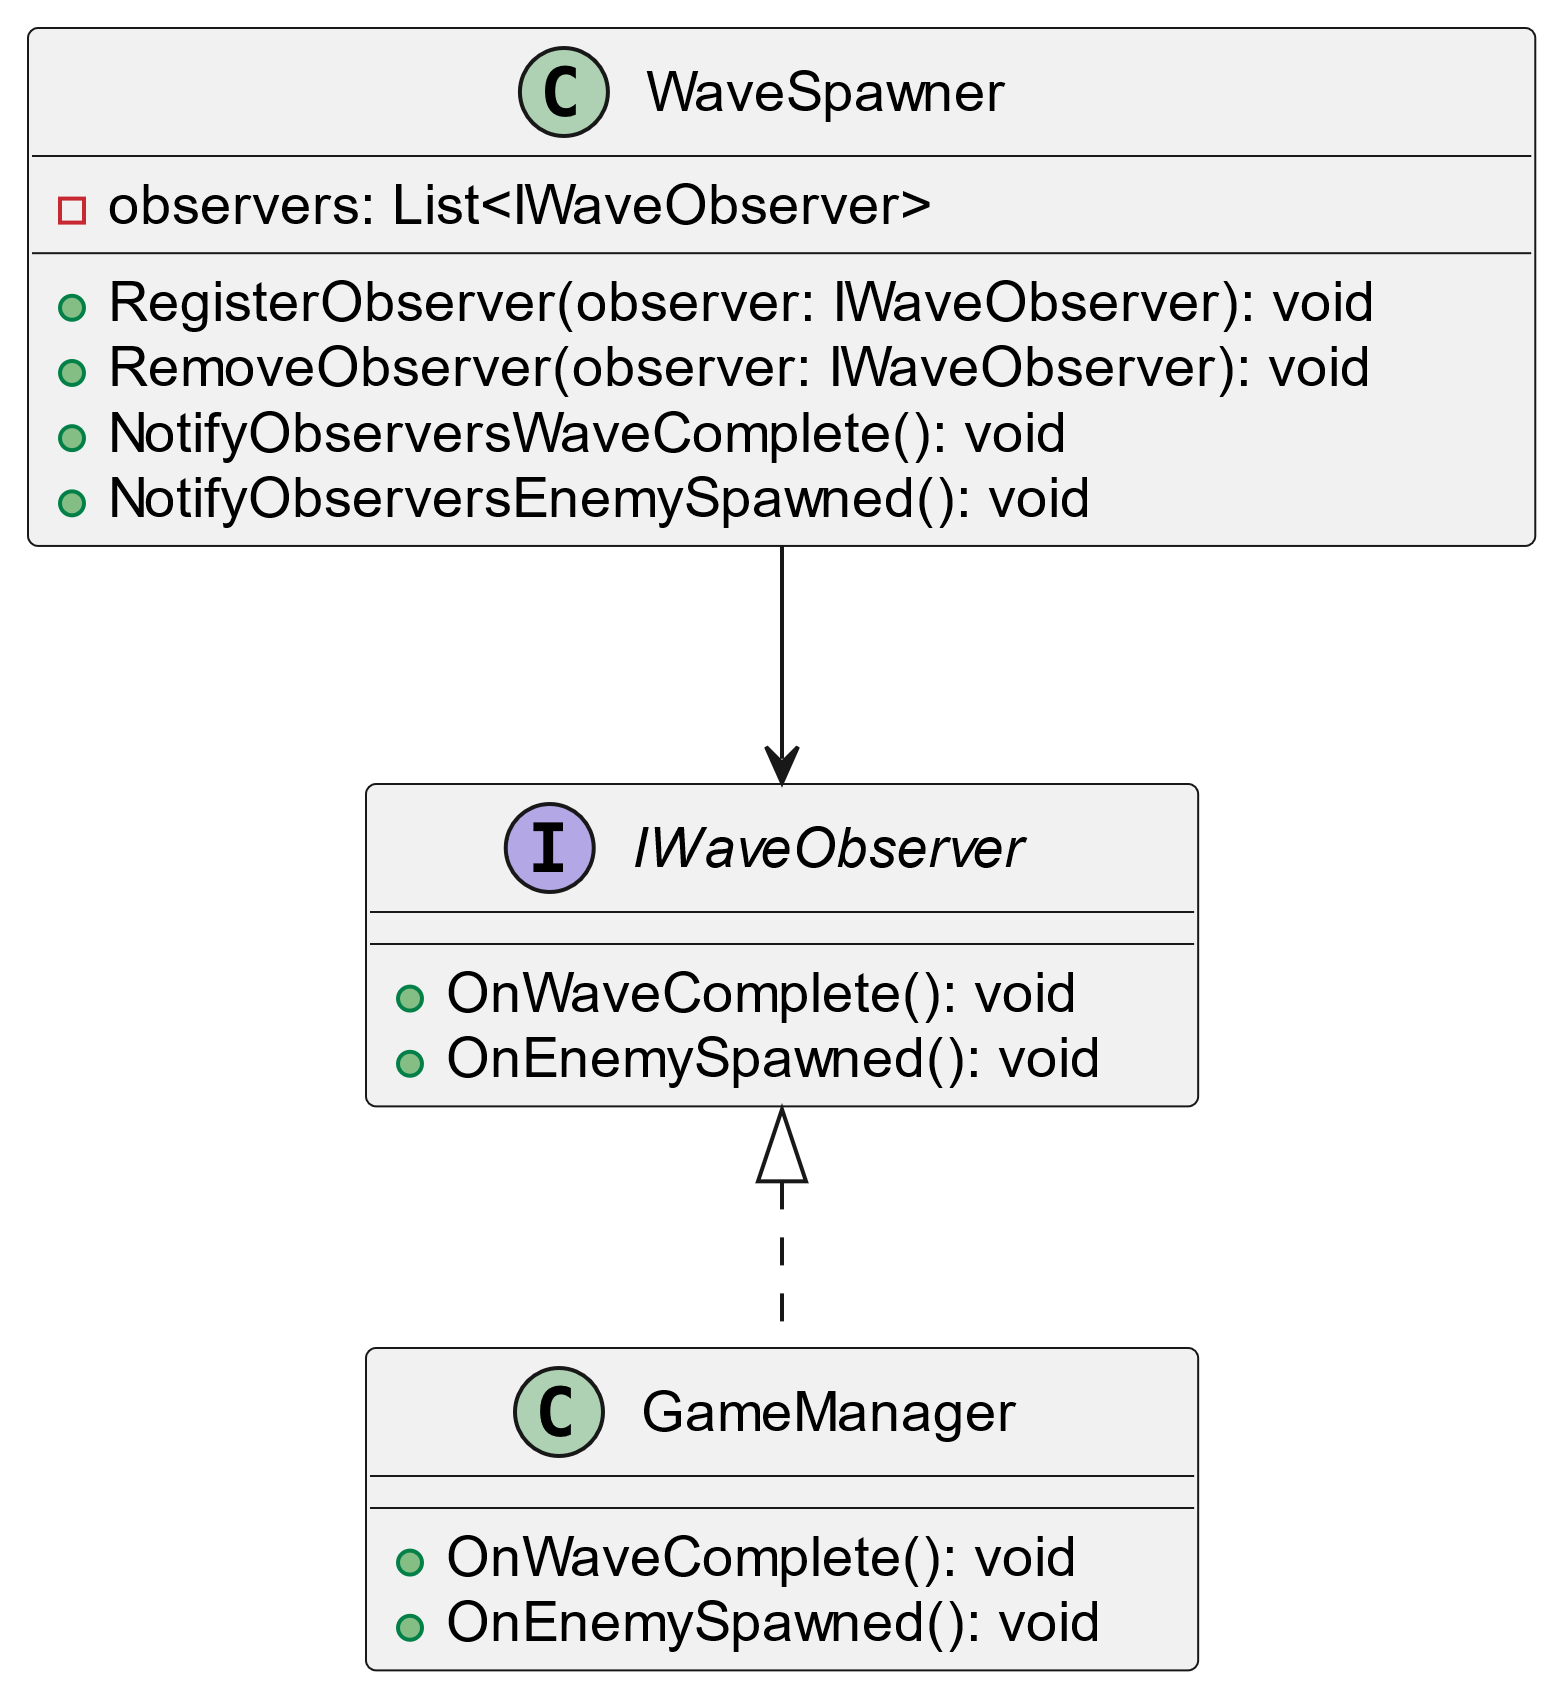 C WaveSpawner
observers: List<IWaveObserver>
RegisterObserver(observer: IWaveObserver): void
RemoveObserver(observer: IWaveObserver): void
NotifyObserversWaveComplete(): void
NotifyObserversEnemySpawned(): void
I IWaveObserver
OnWaveComplete(): void
OnEnemySpawned(): void
C GameManager
OnWaveComplete(): void
OnEnemySpawned(): void